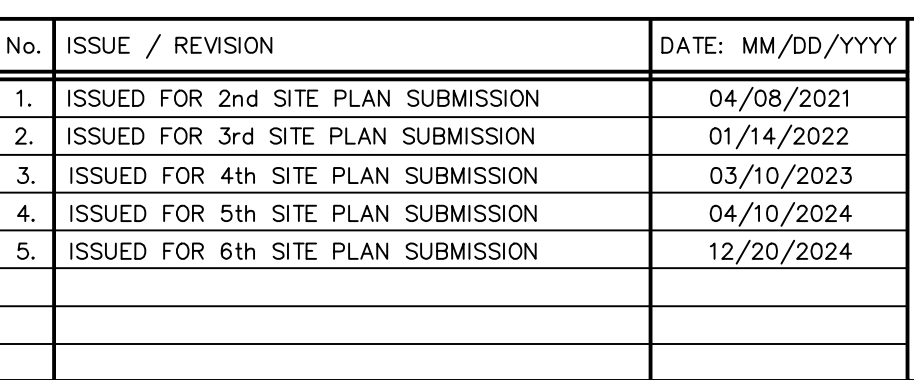 No. ISSUE / REVISION DATE: MM/DD/YYYY
1. ISSUED FOR 2nd SITE PLAN SUBMISSION 04/08/2021
2. ISSUED FOR 3rd SITE PLAN SUBMISSION 01/14/2022
3. ISSUED FOR 4th SITE PLAN SUBMISSION 03/10/2023
4. ISSUED FOR 5th SITE PLAN SUBMISSION 04/10/2024
5. ISSUED FOR 6th SITE PLAN SUBMISSION 12/20/2024